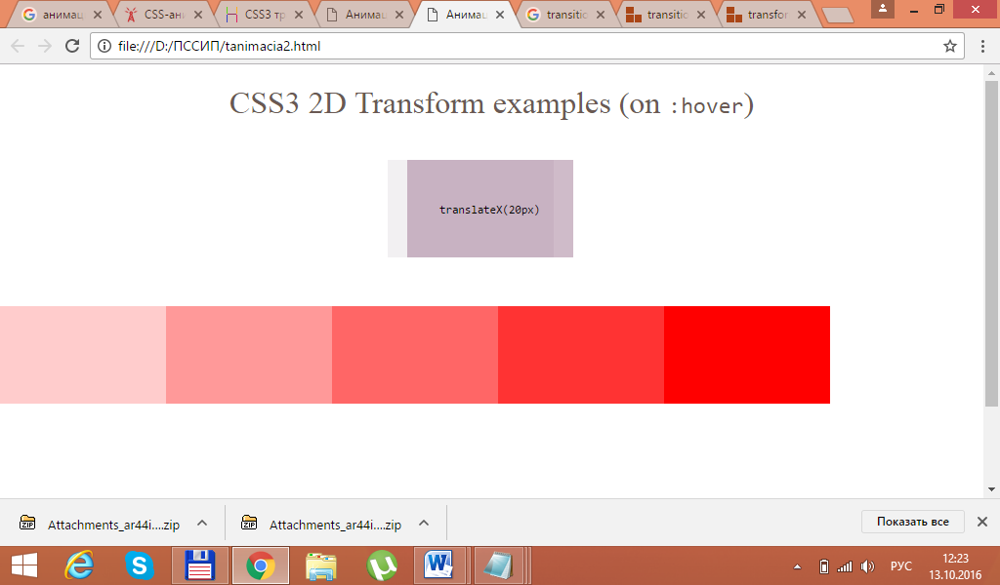 анимац
CSS-ани
CSS3 тр
Анимац
Анимац
transitio
transitio
transfor
file:///D:/ПССИП/tanimacia2.html
CSS3 2D Transform examples (on :hover)
translateX(20px)
Attachments_ar44i....zip
Attachments_ar44i....zip
Показать все
РУС
12:23
13.10.2016